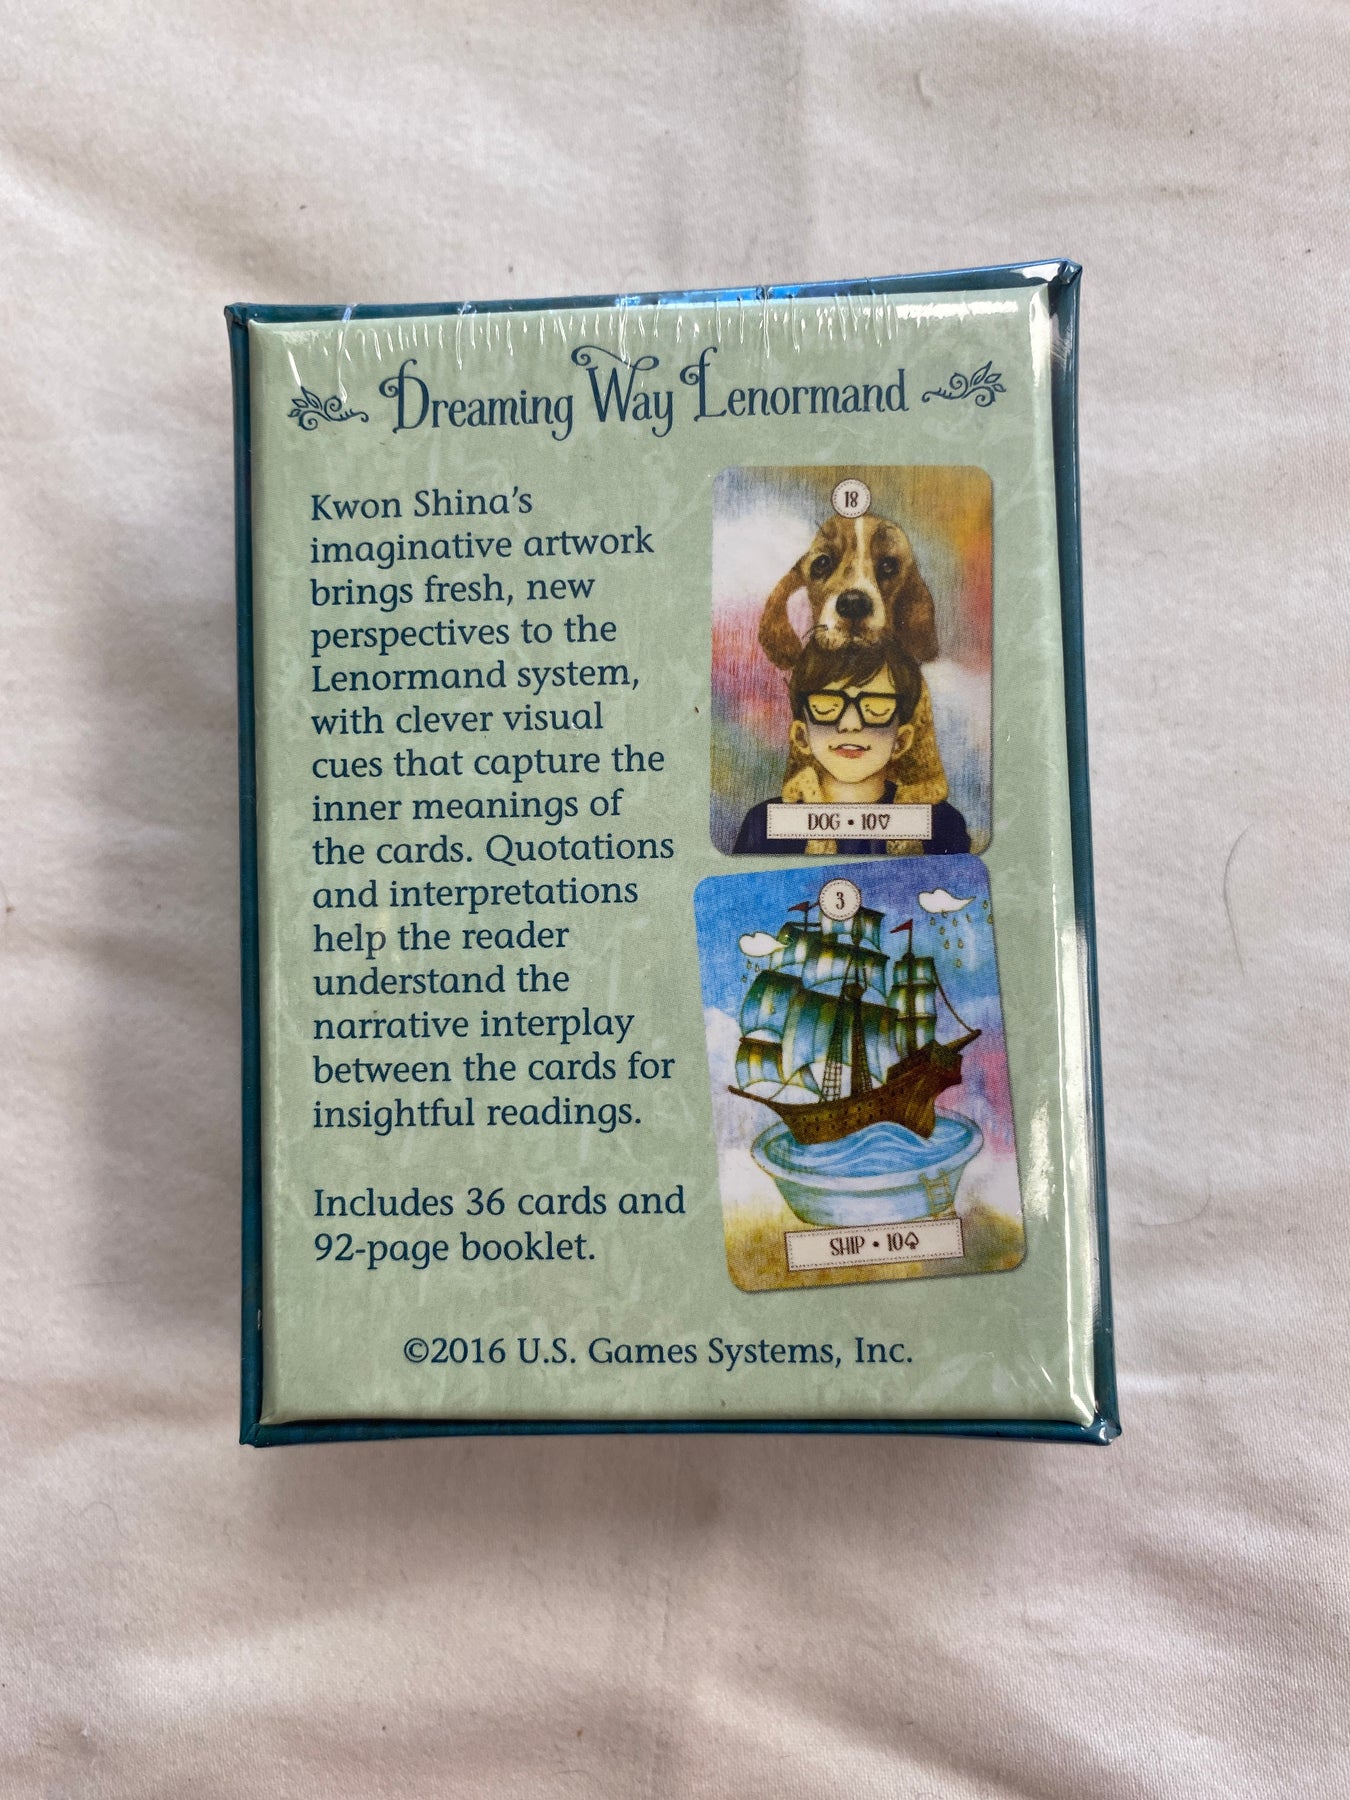 Dreaming Way Lenormand
Kwon Shina's
imaginative artwork
brings fresh, new
perspectives to the
Lenormand system,
with clever visual
cues that capture the
inner meanings of
the cards. Quotations
and interpretations
help the reader
understand the
narrative interplay
between the cards for
insightful readings.
Includes 36 cards and
92-page booklet.
18
DOG • 10♡
3
SHIP • 10♤
©2016 U.S. Games Systems, Inc.